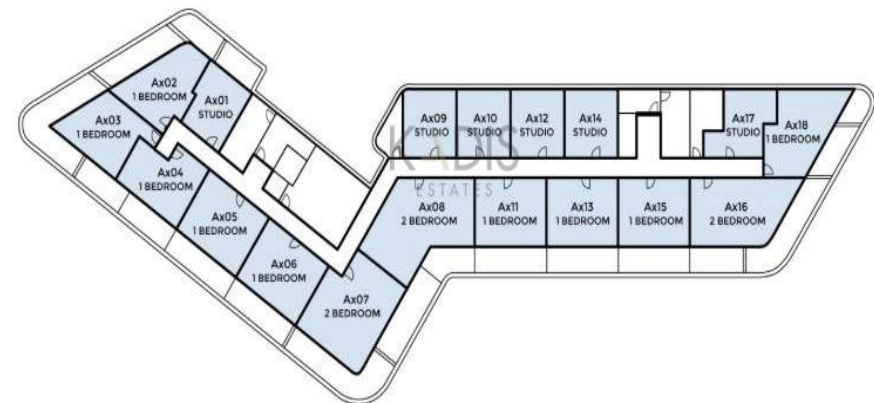 Ax02
1 BEDROOM
Ax01
STUDIO
Ax03
1 BEDROOM
Ax04
1 BEDROOM
Ax05
1 BEDROOM
Ax06
1 BEDROOM
Ax07
2 BEDROOM
Ax09
STUDIO
Ax10
STUDIO
Ax12
STUDIO
Ax14
STUDIO
Ax17
STUDIO
Ax18
1 BEDROOM
KADIS
ESTATES
Ax08
2 BEDROOM
Ax11
1 BEDROOM
Ax13
1 BEDROOM
Ax15
1 BEDROOM
Ax16
2 BEDROOM